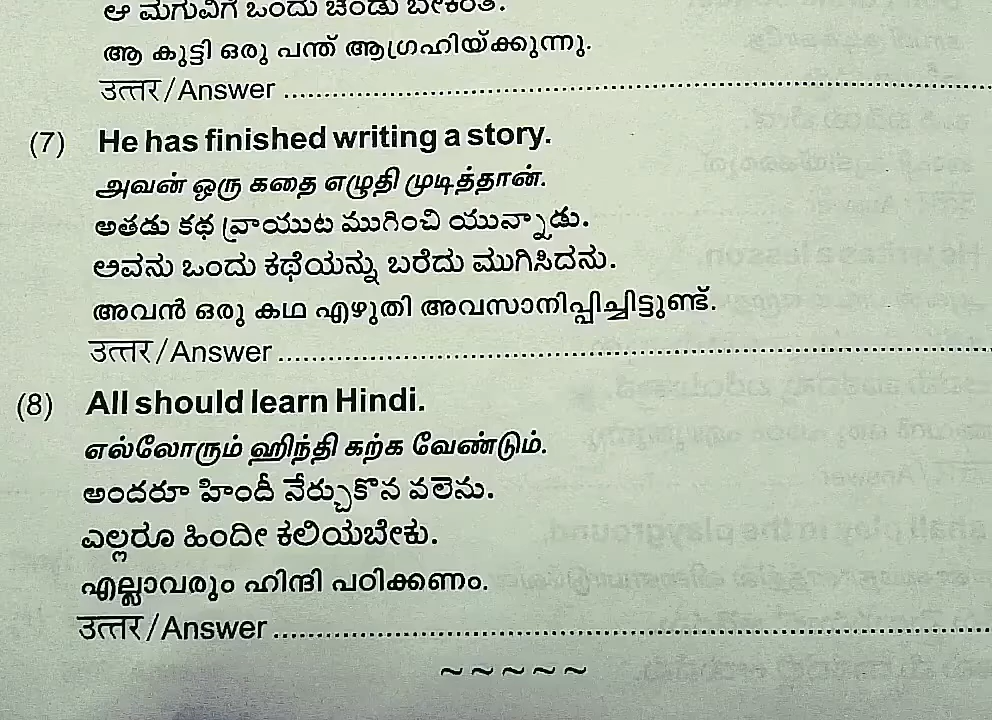 ಆ ಮಗುವಿಗೆ ಒಂದು ಚೆಂಡು ಬೇಕಂತೆ.
ആ കുട്ടി ഒരു പന്ത് ആഗ്രഹിയ്ക്കുന്നു.
उत्तर/Answer
(7) He has finished writing a story.
அவன் ஒரு கதை எழுதி முடித்தான்.
అతడు కథ వ్రాయుట ముగించి యున్నాడు.
ಅವನು ಒಂದು ಕಥೆಯನ್ನು ಬರೆದು ಮುಗಿಸಿದನು.
അവൻ ഒരു കഥ എഴുതി അവസാനിപ്പിച്ചിട്ടുണ്ട്.
उत्तर/Answer
(8) All should learn Hindi.
எல்லோரும் ஹிந்தி கற்க வேண்டும்.
అందరూ హిందీ నేర్చుకొన వలెను.
ಎಲ್ಲರೂ ಹಿಂದೀ ಕಲಿಯಬೇಕು.
എല്ലാവരും ഹിന്ദി പഠിക്കണം.
उत्तर/Answer
~ ~ ~ ~ ~